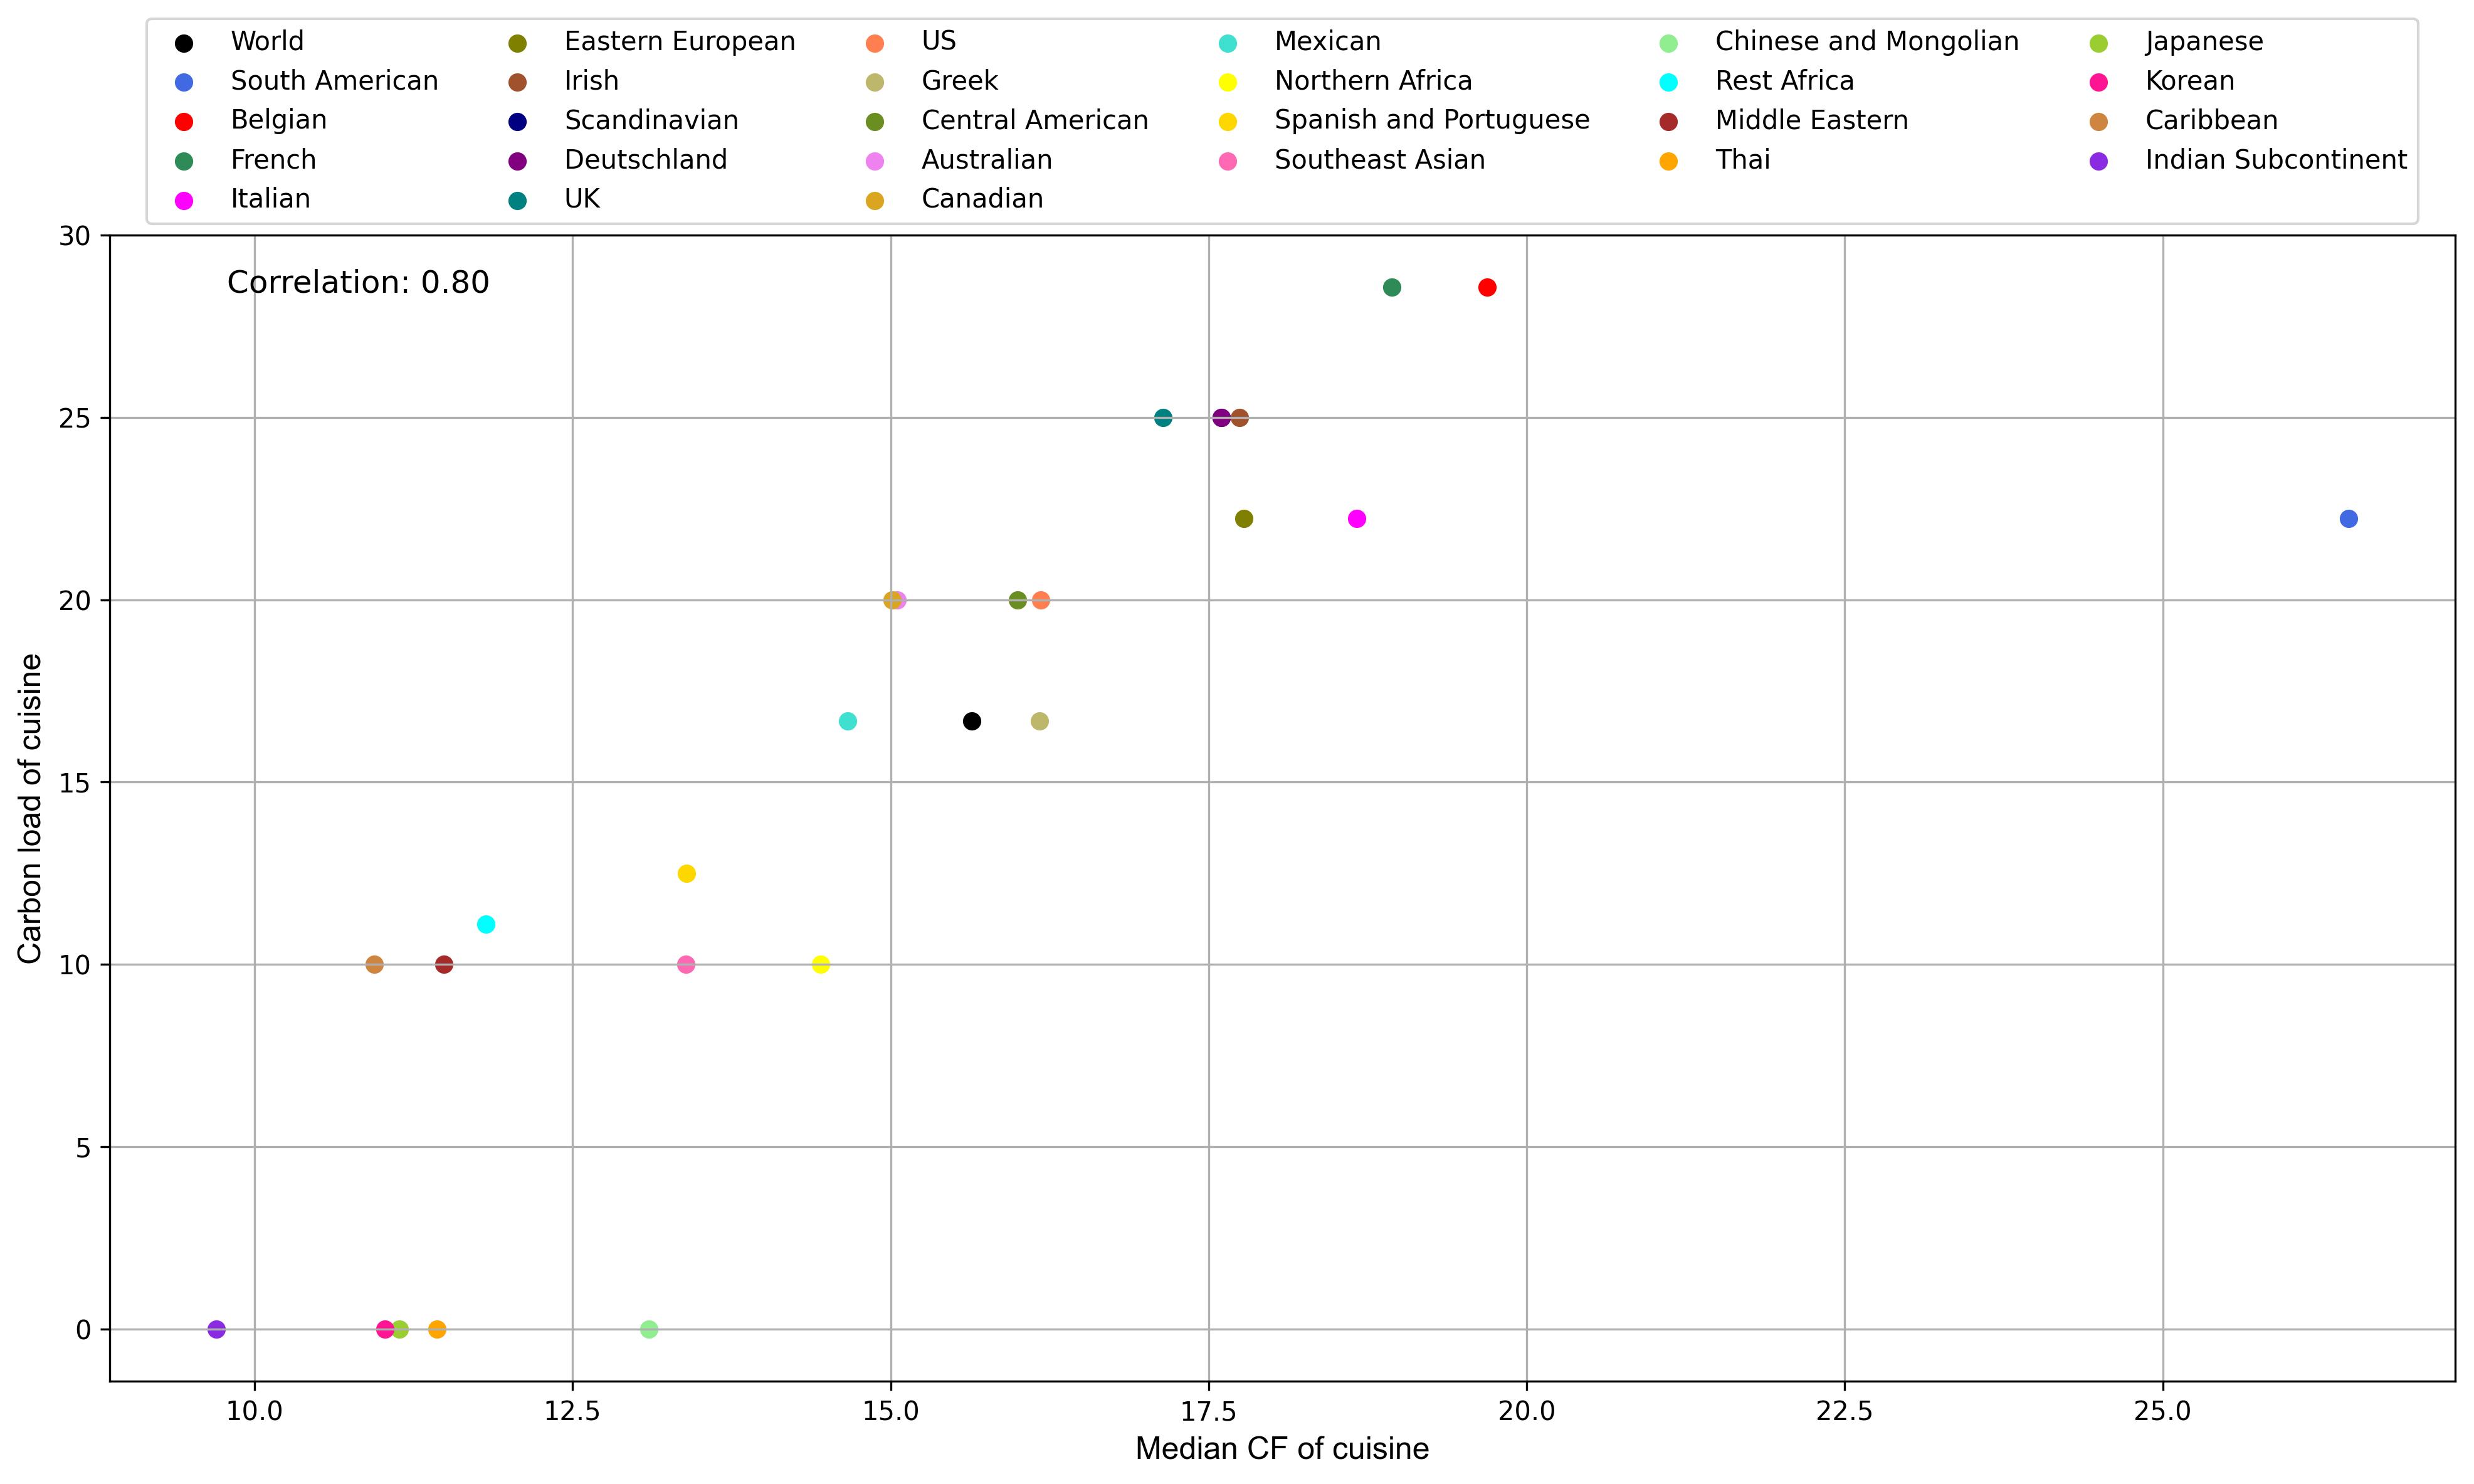 World
South American
Belgian
French
Italian
Eastern European
Irish
Scandinavian
Deutschland
UK
US
Greek
Central American
Australian
Canadian
Mexican
Northern Africa
Spanish and Portuguese
Southeast Asian
Chinese and Mongolian
Rest Africa
Middle Eastern
Thai
Japanese
Korean
Caribbean
Indian Subcontinent
Correlation: 0.80
30
25
20
15
10
5
0
Carbon load of cuisine
10.0 12.5 15.0 17.5 20.0 22.5 25.0
Median CF of cuisine